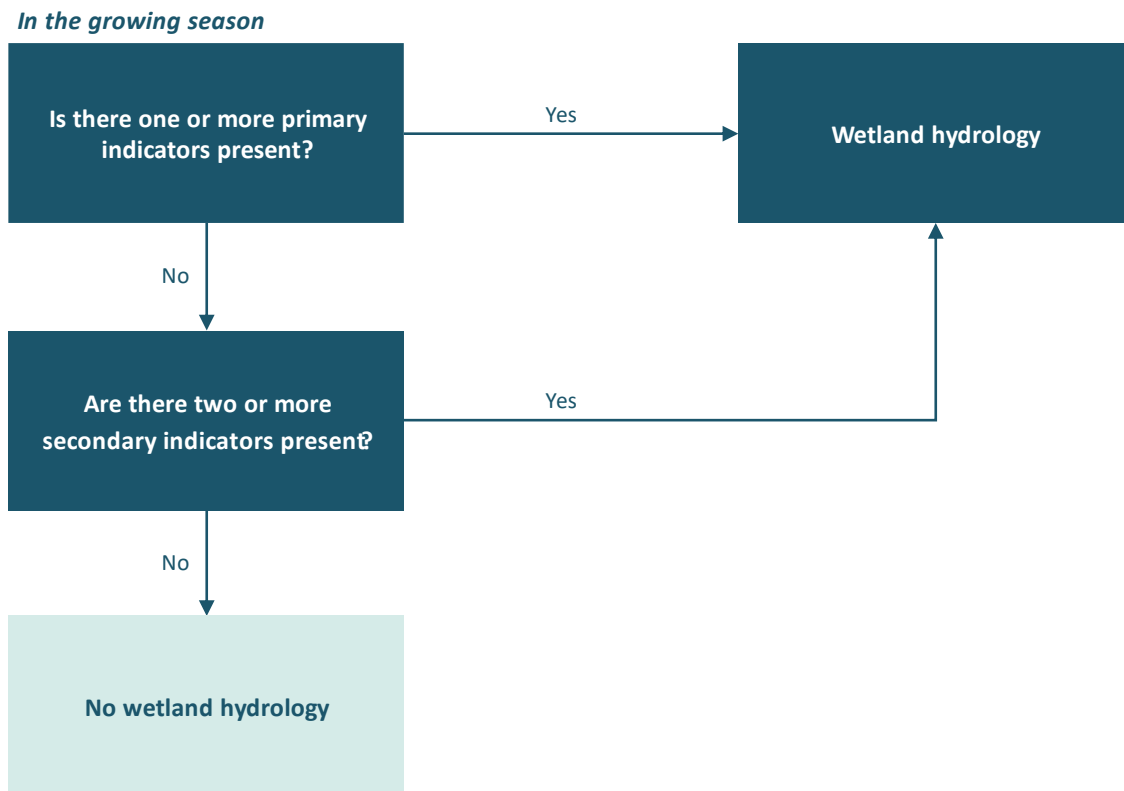 In the growing season
Is there one or more primary
indicators present?
Yes
Wetland hydrology
No
Are there two or more
secondary indicators present?
Yes
No
No wetland hydrology